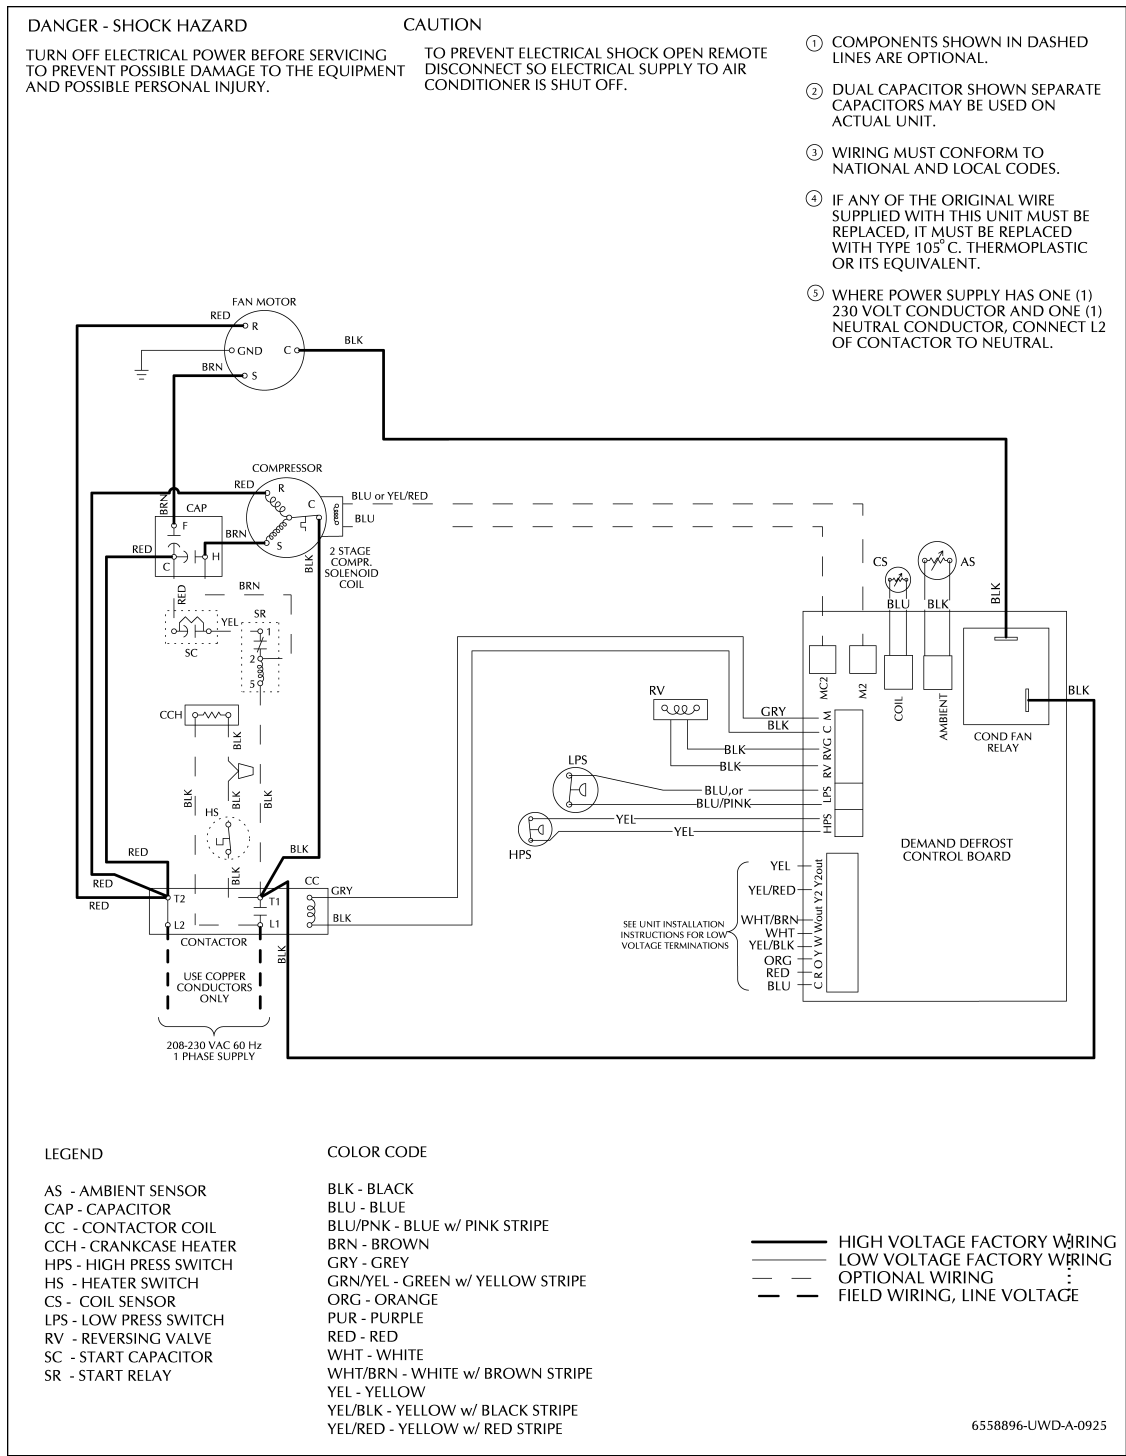 DANGER - SHOCK HAZARD
TURN OFF ELECTRICAL POWER BEFORE SERVICING
TO PREVENT POSSIBLE DAMAGE TO THE EQUIPMENT
AND POSSIBLE PERSONAL INJURY.
CAUTION
TO PREVENT ELECTRICAL SHOCK OPEN REMOTE
DISCONNECT SO ELECTRICAL SUPPLY TO AIR
CONDITIONER IS SHUT OFF.
1 COMPONENTS SHOWN IN DASHED
LINES ARE OPTIONAL.
2 DUAL CAPACITOR SHOWN SEPARATE
CAPACITORS MAY BE USED ON
ACTUAL UNIT.
3 WIRING MUST CONFORM TO
NATIONAL AND LOCAL CODES.
4 IF ANY OF THE ORIGINAL WIRE
SUPPLIED WITH THIS UNIT MUST BE
REPLACED, IT MUST BE REPLACED
WITH TYPE 105° C. THERMOPLASTIC
OR ITS EQUIVALENT.
5 WHERE POWER SUPPLY HAS ONE (1)
230 VOLT CONDUCTOR AND ONE (1)
NEUTRAL CONDUCTOR, CONNECT L2
OF CONTACTOR TO NEUTRAL.
FAN MOTOR
RED
R
GND
C
BLK
BRN
S
COMPRESSOR
RED
R
C
S
BLU or YEL/RED
BLU
2 STAGE
COMPR.
SOLENOID
COIL
BRN
CAP
F
RED
C
H
BRN
BLK
RED
BRN
SR
YEL
SC
1
2
5
CCH
BLK
BLK
BLK
BLK
HS
BLK
RED
RED
RED
BLK
T2
T1
L2
L1
CC
GRY
BLK
CONTACTOR
BLK
USE COPPER
CONDUCTORS
ONLY
208-230 VAC 60 Hz
1 PHASE SUPPLY
CS
AS
BLU
BLK
BLK
MC2
M2
COIL
AMBIENT
COND FAN
RELAY
BLK
RV
GRY
BLK
BLK
BLK
M
C
RVG
RV
LPS
BLU,or
BLU/PINK
LPS
YEL
YEL
HPS
HPS
DEMAND DEFROST
CONTROL BOARD
SEE UNIT INSTALLATION
INSTRUCTIONS FOR LOW
VOLTAGE TERMINATIONS
YEL
YEL/RED
WHT/BRN
WHT
YEL/BLK
ORG
RED
BLU
C R O Y W Wout Y2 Y2out
LEGEND
AS - AMBIENT SENSOR
CAP - CAPACITOR
CC - CONTACTOR COIL
CCH - CRANKCASE HEATER
HPS - HIGH PRESS SWITCH
HS - HEATER SWITCH
CS - COIL SENSOR
LPS - LOW PRESS SWITCH
RV - REVERSING VALVE
SC - START CAPACITOR
SR - START RELAY
COLOR CODE
BLK - BLACK
BLU - BLUE
BLU/PNK - BLUE w/ PINK STRIPE
BRN - BROWN
GRY - GREY
GRN/YEL - GREEN w/ YELLOW STRIPE
ORG - ORANGE
PUR - PURPLE
RED - RED
WHT - WHITE
WHT/BRN - WHITE w/ BROWN STRIPE
YEL - YELLOW
YEL/BLK - YELLOW w/ BLACK STRIPE
YEL/RED - YELLOW w/ RED STRIPE
HIGH VOLTAGE FACTORY WIRING
LOW VOLTAGE FACTORY WIRING
OPTIONAL WIRING
FIELD WIRING, LINE VOLTAGE
6558896-UWD-A-0925